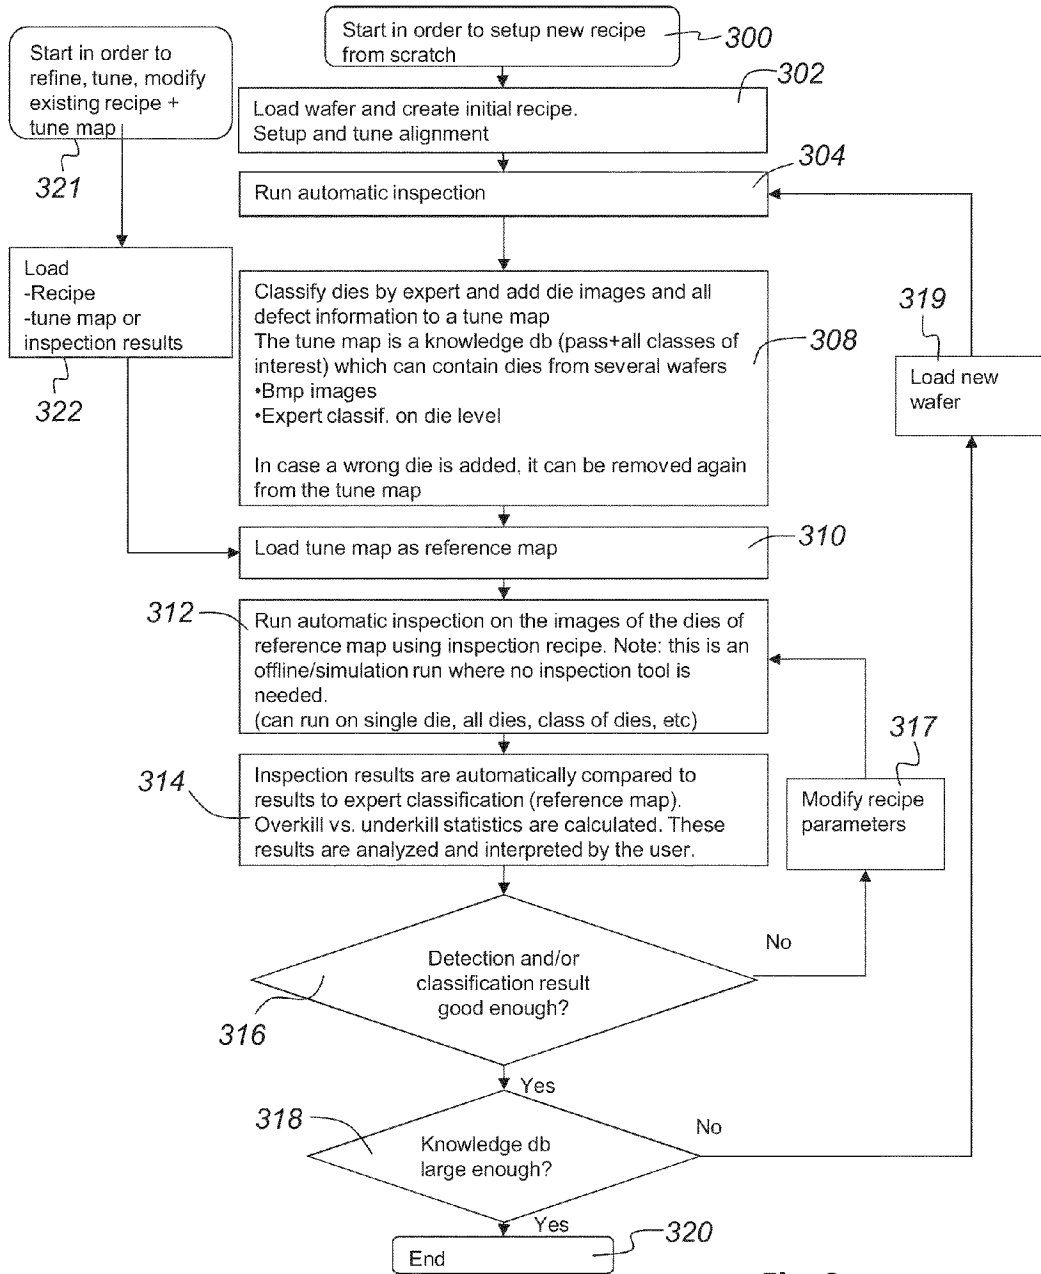 Start in order to setup new recipe
from scratch
300
Start in order to
refine, tune, modify
existing recipe +
tune map
321
Load wafer and create initial recipe.
Setup and tune alignment
302
304
Run automatic inspection
Load
-Recipe
-tune map or
inspection results
322
Classify dies by expert and add die images and all
defect information to a tune map
The tune map is a knowledge db (pass+all classes of
interest) which can contain dies from several wafers
•Bmp images
•Expert classif. on die level
In case a wrong die is added, it can be removed again
from the tune map
308
319
Load new
wafer
Load tune map as reference map
310
312
Run automatic inspection on the images of the dies of
reference map using inspection recipe. Note: this is an
offline/simulation run where no inspection tool is
needed.
(can run on single die, all dies, class of dies, etc)
314
Inspection results are automatically compared to
results to expert classification (reference map).
Overkill vs. underkill statistics are calculated. These
results are analyzed and interpreted by the user.
317
Modify recipe
parameters
Detection and/or
classification result
good enough?
No
316
Yes
318
Knowledge db
large enough?
No
Yes
End
320